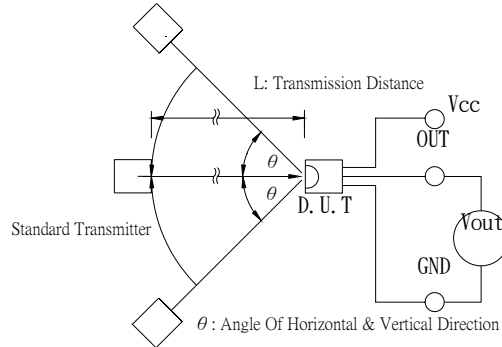 L: Transmission Distance
Vcc
OUT
θ
θ
D. U. T
Standard Transmitter
Vout
GND
θ : Angle Of Horizontal & Vertical Direction